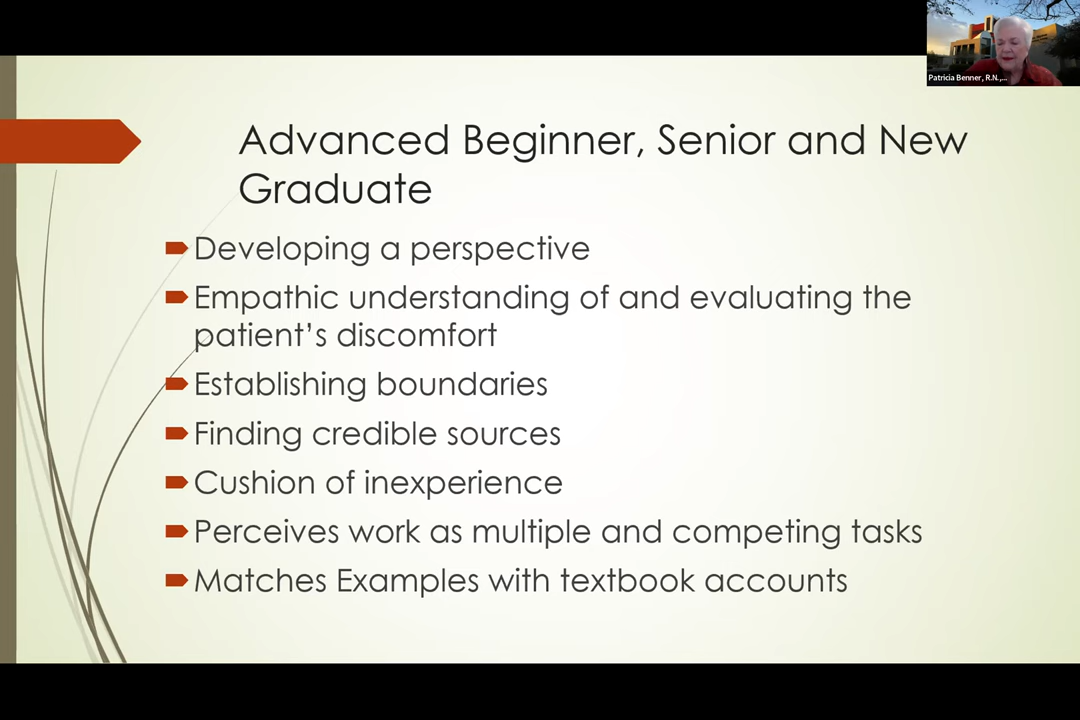 Patricia Benner, R.N.,...
Advanced Beginner, Senior and New
Graduate
Developing a perspective
Empathic understanding of and evaluating the
patient's discomfort
Establishing boundaries
Finding credible sources
Cushion of inexperience
Perceives work as multiple and competing tasks
Matches Examples with textbook accounts